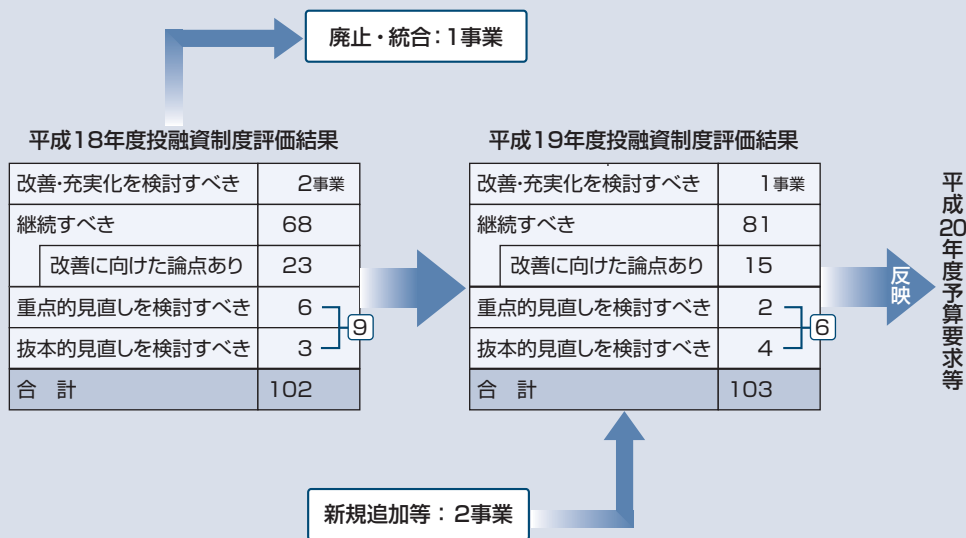 廃止・統合：1事業
平成18年度投融資制度評価結果
改善・充実化を検討すべき 2事業
継続すべき 68
改善に向けた論点あり 23
重点的見直しを検討すべき 6
9
抜本的見直しを検討すべき 3
合　計 102
平成19年度投融資制度評価結果
改善・充実化を検討すべき 1事業
継続すべき 81
改善に向けた論点あり 15
重点的見直しを検討すべき 2
6
抜本的見直しを検討すべき 4
合　計 103
反映
平成20年度予算要求等
新規追加等：2事業